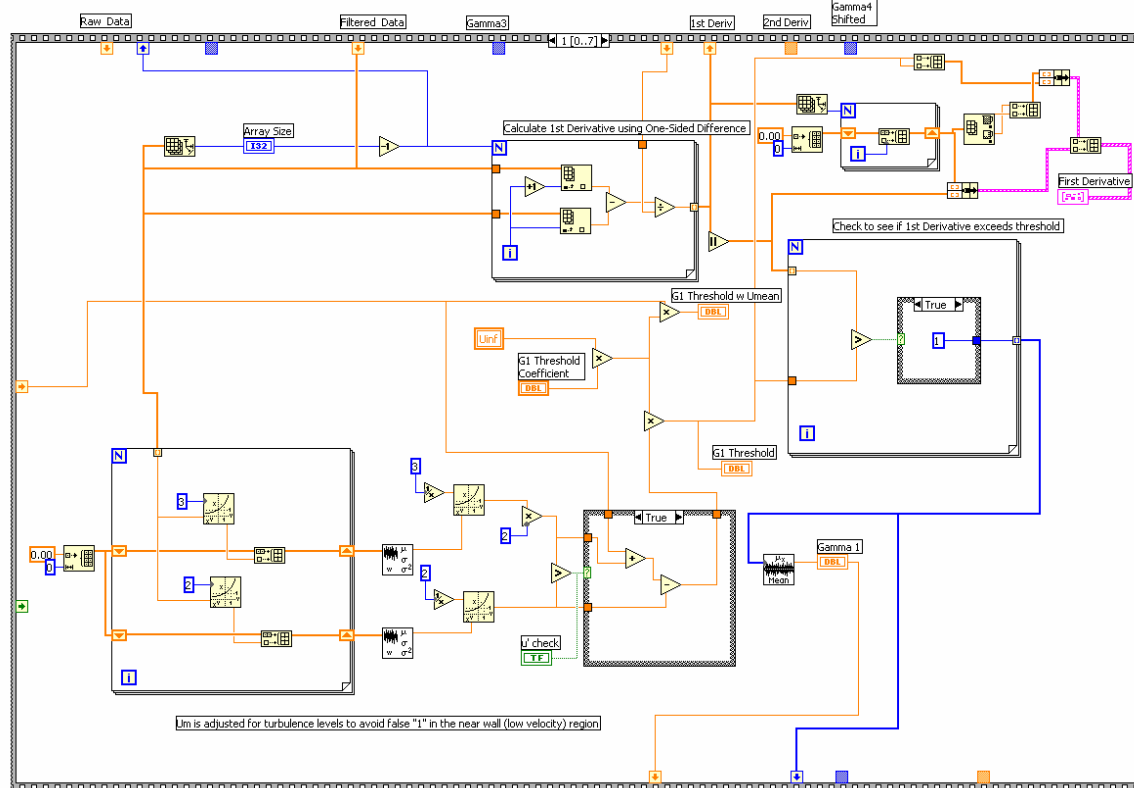 Raw Data
Filtered Data
Gamma3
1st Deriv
2nd Deriv
Gamma4
Shifted
1 [0..7]
Array Size
I32
-1
Calculate 1st Derivative using One-Sided Difference
N
+1
-
÷
i
0.00
0
N
i
First Derivative
||
Check to see if 1st Derivative exceeds threshold
N
True
1
>
i
G1 Threshold w Umean
x
DBL
Uinf
G1 Threshold
Coefficient
DBL
x
x
G1 Threshold
DBL
N
3
2
0.00
0
i
3
2
x
2
>
True
+
-
u' check
TF
Mean
Gamma 1
DBL
Um is adjusted for turbulence levels to avoid false "1" in the near wall (low velocity) region